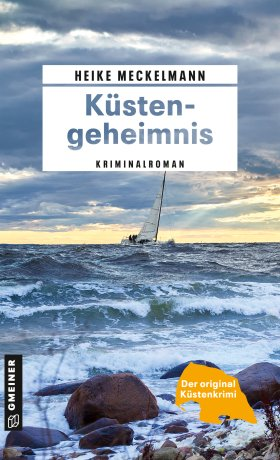 HEIKE MECKELMANN
Küsten-
geheimnis
KRIMINALROMAN
Der original
Küstenkrimi
GMEINER